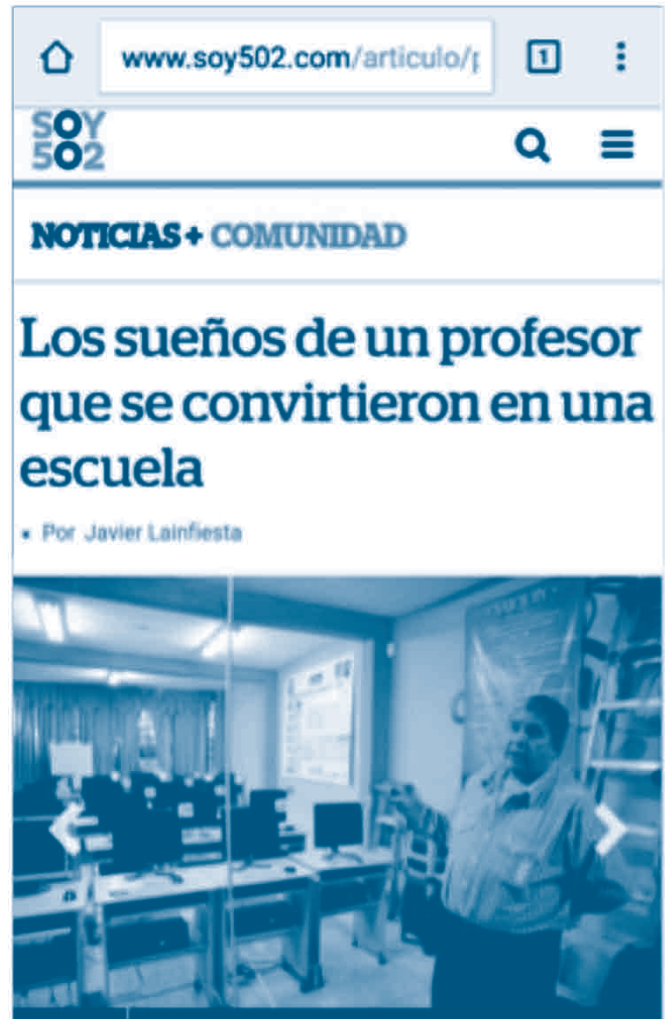 www.soy502.com/articulo/p
1
SOY
502
NOTICIAS + COMUNIDAD
Los sueños de un profesor
que se convirtieron en una
escuela
▪ Por Javier Lainfiesta